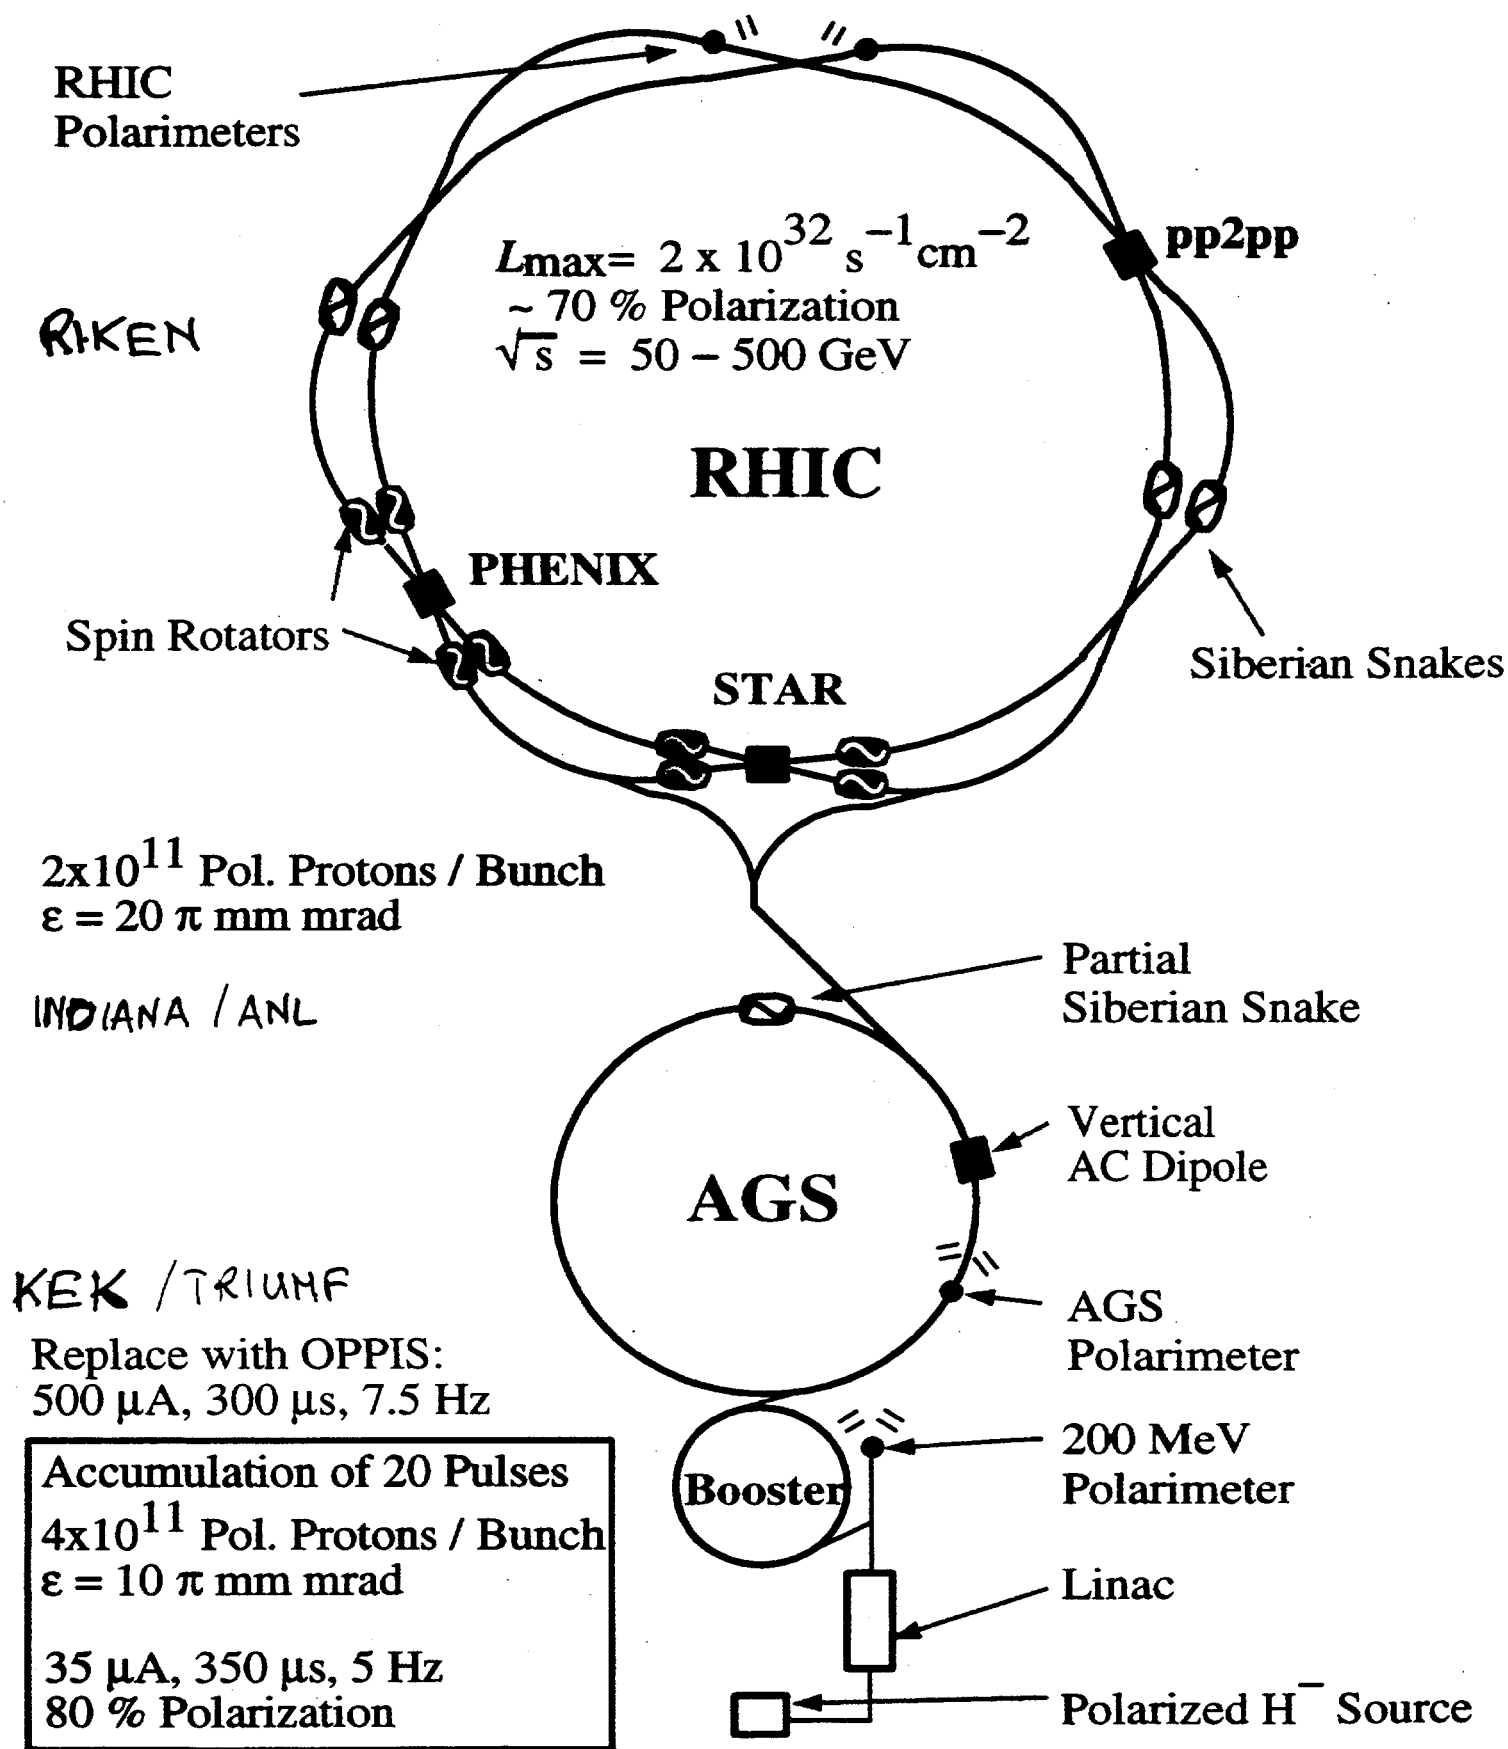 RHIC
Polarimeters
pp2pp
Lmax= 2 x 10^32 s^−1 cm^−2
~ 70 % Polarization
√s = 50 – 500 GeV
RIKEN
RHIC
PHENIX
Spin Rotators
Siberian Snakes
STAR
2x10^11 Pol. Protons / Bunch
ε = 20 π mm mrad
Partial
Siberian Snake
INDIANA / ANL
Vertical
AC Dipole
AGS
KEK / TRIUMF
AGS
Polarimeter
Replace with OPPIS:
500 μA, 300 μs, 7.5 Hz
200 MeV
Polarimeter
Booster
Accumulation of 20 Pulses
4x10^11 Pol. Protons / Bunch
ε = 10 π mm mrad
Linac
35 μA, 350 μs, 5 Hz
80 % Polarization
Polarized H^− Source